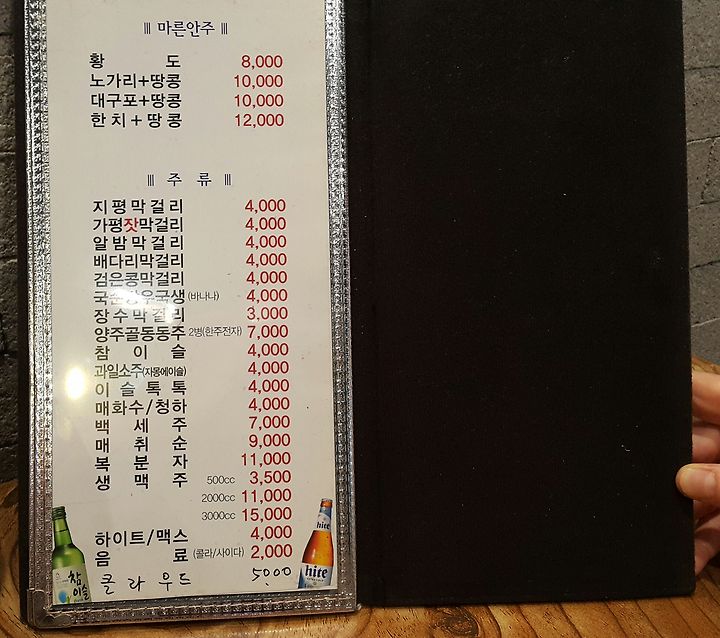 마른안주
황 도 8,000
노가리+땅콩 10,000
대구포+땅콩 10,000
한치+땅콩 12,000
주 류
지평막걸리 4,000
가평잣막걸리 4,000
알밤막걸리 4,000
배다리막걸리 4,000
검은콩막걸리 4,000
(바나나) 4,000
장수막걸리 3,000
양주골동동주 2병(한주전자) 7,000
참 이 슬 4,000
과일소주(자몽에이슬) 4,000
이슬톡톡 4,000
매화수/청하 4,000
백 세 주 7,000
매 취 순 9,000
복 분 자 11,000
생 맥 주 500cc 3,500
2000cc 11,000
3000cc 15,000
하이트/맥스 4,000
음 료 (콜라/사이다) 2,000
클라우드 5000
참이슬
hite
hite